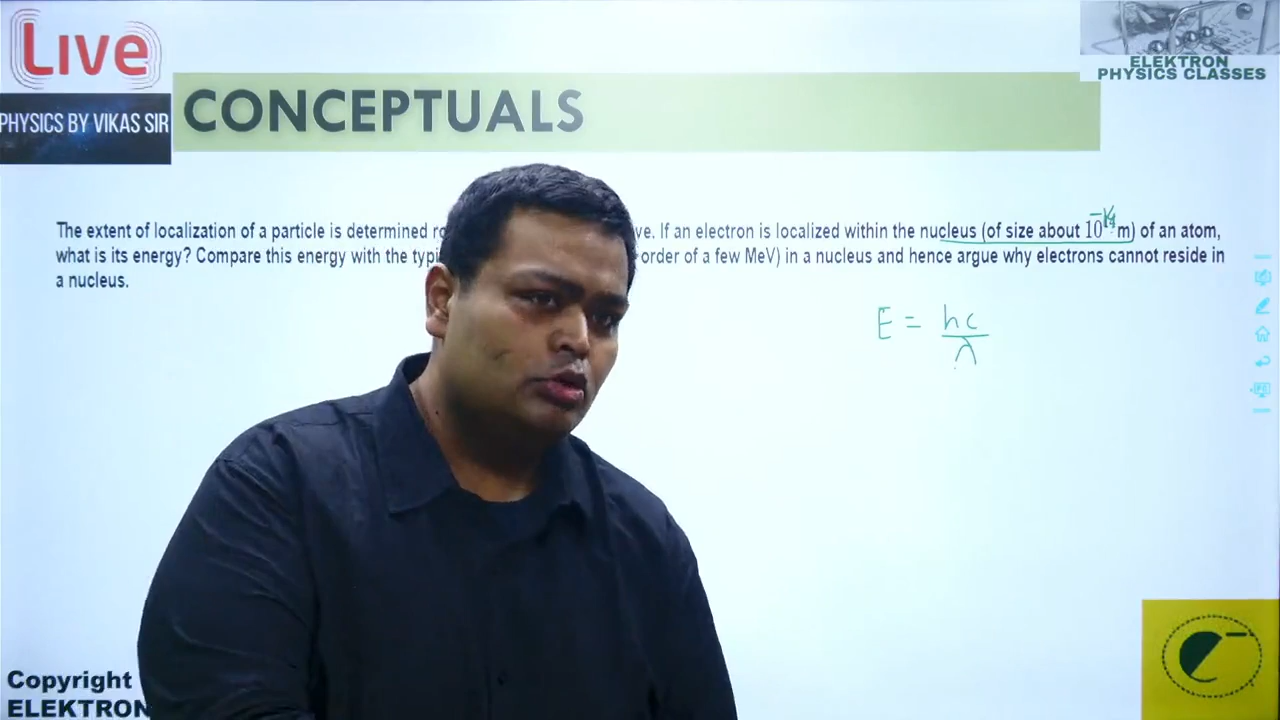 Live
ELEKTRON
PHYSICS CLASSES
PHYSICS BY VIKAS SIR
CONCEPTUALS
The extent of localization of a particle is determined ve. If an electron is localized within the nucleus (of size about 10⁻¹⁴ m) of an atom,
what is its energy? Compare this energy with the order of a few MeV) in a nucleus and hence argue why electrons cannot reside in
a nucleus.
E = hc
λ
Copyright
ELEKTRON